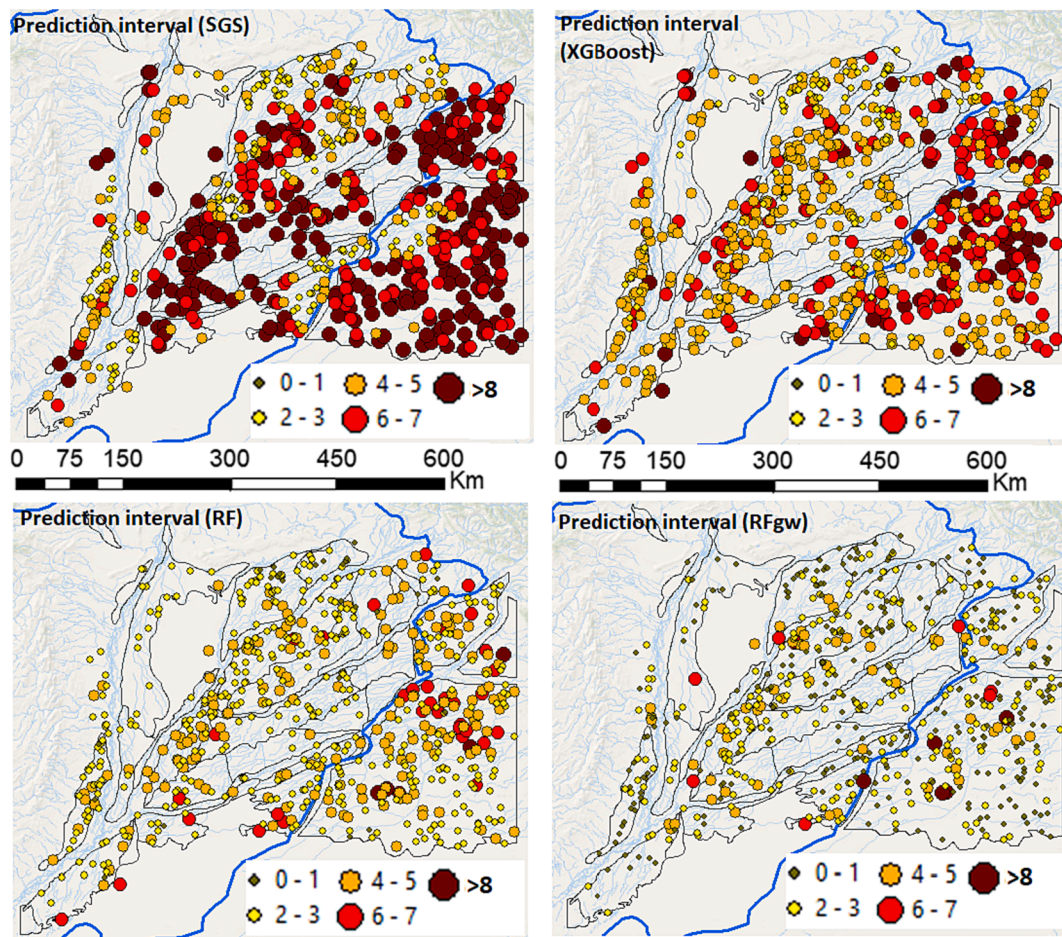 Prediction interval (SGS)
0 - 1 4 - 5 >8
2 - 3 6 - 7
0 75 150 300 450 600
Km
Prediction interval
(XGBoost)
0 - 1 4 - 5 >8
2 - 3 6 - 7
0 75 150 300 450 600
Km
Prediction interval (RF)
0 - 1 4 - 5 >8
2 - 3 6 - 7
Prediction interval (RFgw)
0 - 1 4 - 5 >8
2 - 3 6 - 7